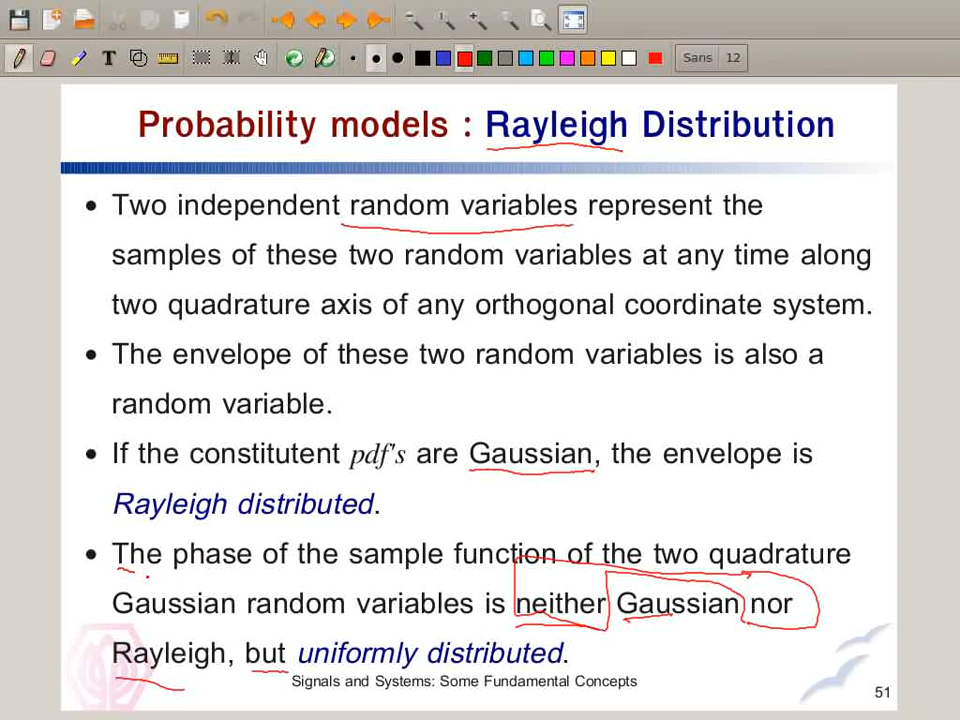 T
Sans 12
Probability models : Rayleigh Distribution
• Two independent random variables represent the
samples of these two random variables at any time along
two quadrature axis of any orthogonal coordinate system.
• The envelope of these two random variables is also a
random variable.
• If the constitutent pdf's are Gaussian, the envelope is
Rayleigh distributed.
• The phase of the sample function of the two quadrature
Gaussian random variables is neither Gaussian nor
Rayleigh, but uniformly distributed.
Signals and Systems: Some Fundamental Concepts
51